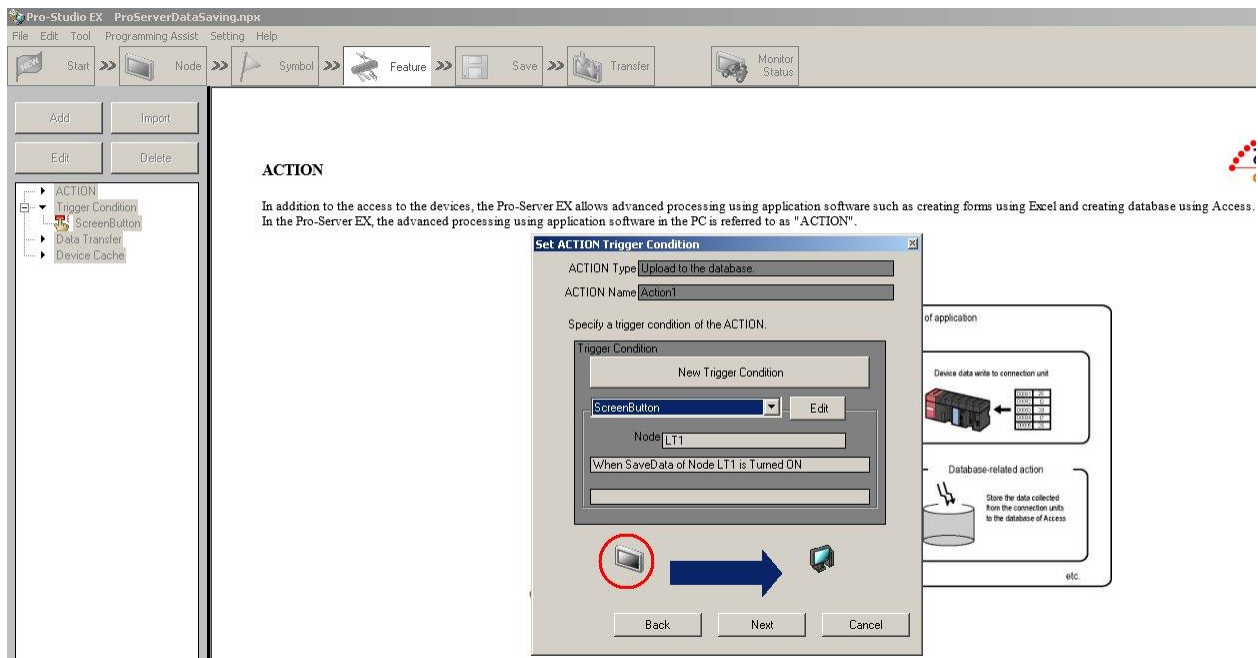 Pro-Studio EX ProServerDataSaving.npx
File Edit Tool Programming Assist Setting Help
NEW Start >> Node >> Symbol >> Feature >> Save >> Transfer Monitor Status
Add Import
Edit Delete
ACTION
Trigger Condition
ScreenButton
Data Transfer
Device Cache
ACTION
In addition to the access to the devices, the Pro-Server EX allows advanced processing using application software such as creating forms using Excel and creating database using Access.
In the Pro-Server EX, the advanced processing using application software in the PC is referred to as "ACTION".
Set ACTION Trigger Condition
ACTION Type Upload to the database.
ACTION Name Action1
Specify a trigger condition of the ACTION.
Trigger Condition
New Trigger Condition
ScreenButton Edit
Node LT1
When SaveData of Node LT1 is Turned ON
Back Next Cancel
of application
Device data write to connection unit
Database-related action
Store the data collected
from the connection units
to the database of Access
etc.